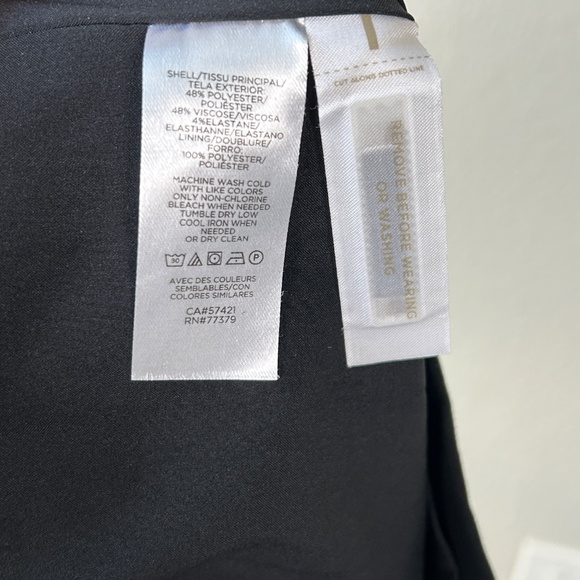 SHELL/TISSU PRINCIPAL/
TELA EXTERIOR:
48% POLYESTER/
POLIÉSTER
48% VISCOSE/VISCOSA
4%ELASTANE/
ELASTHANNE/ELASTANO
LINING/DOUBLURE/
FORRO:
100% POLYESTER/
POLIÉSTER
MACHINE WASH COLD
WITH LIKE COLORS
ONLY NON-CHLORINE
BLEACH WHEN NEEDED
TUMBLE DRY LOW
COOL IRON WHEN
NEEDED
OR DRY CLEAN
30 P
AVEC DES COULEURS
SEMBLABLES/CON
COLORES SIMILARES
CA#57421
RN#77379
CUT ALONG DOTTED LINE
REMOVE BEFORE WEARING
OR WASHING